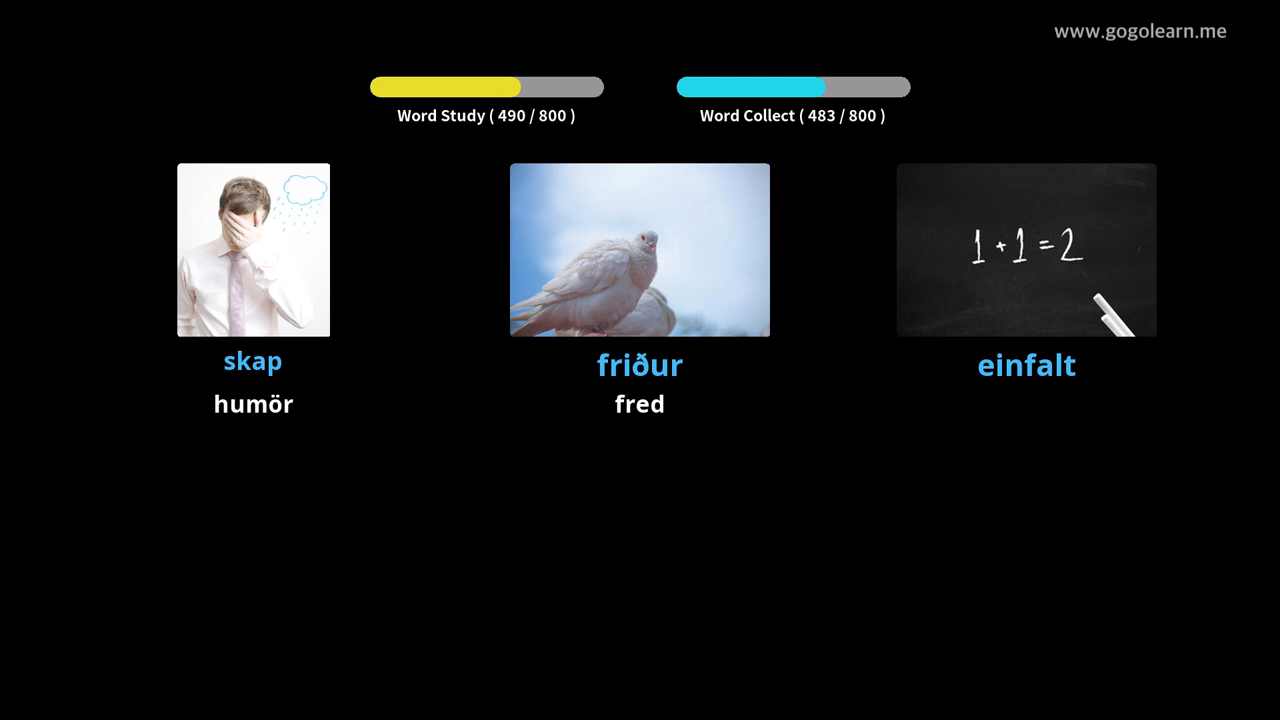 www.gogolearn.me
Word Study ( 490 / 800 )
Word Collect ( 483 / 800 )
1 + 1 = 2
skap
friður
einfalt
humör
fred